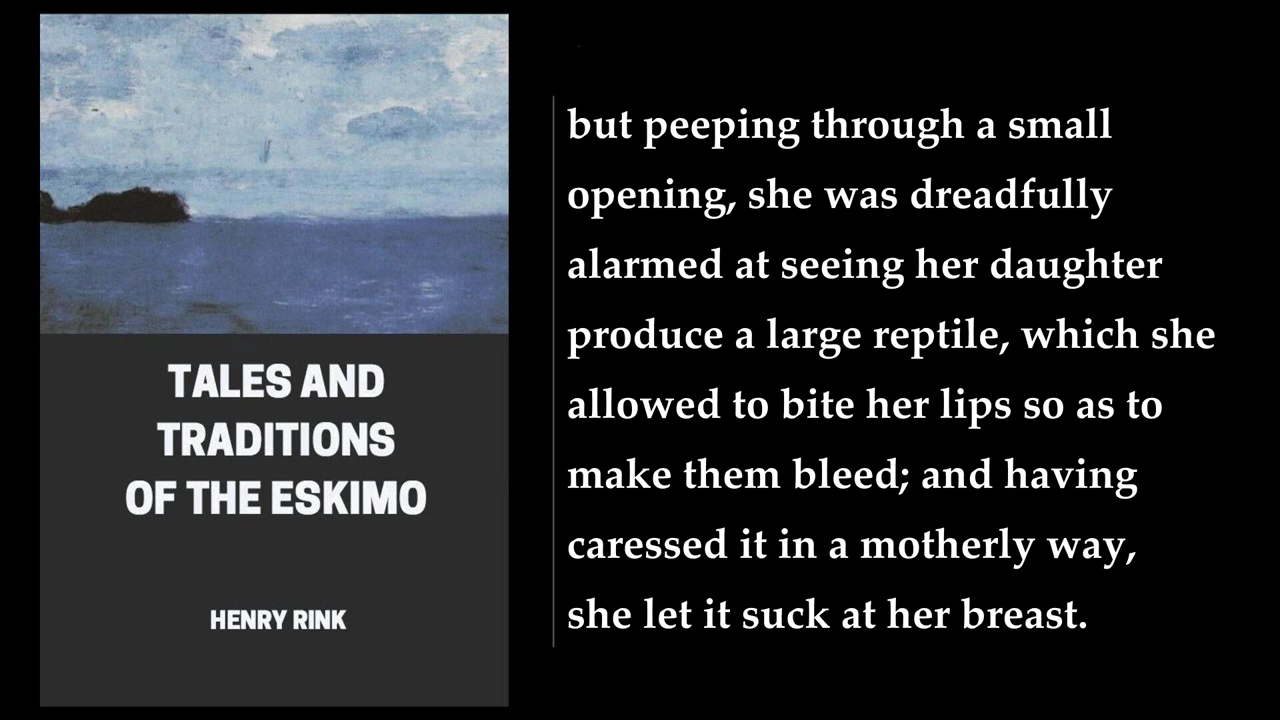 TALES AND
TRADITIONS
OF THE ESKIMO
HENRY RINK
but peeping through a small
opening, she was dreadfully
alarmed at seeing her daughter
produce a large reptile, which she
allowed to bite her lips so as to
make them bleed; and having
caressed it in a motherly way,
she let it suck at her breast.